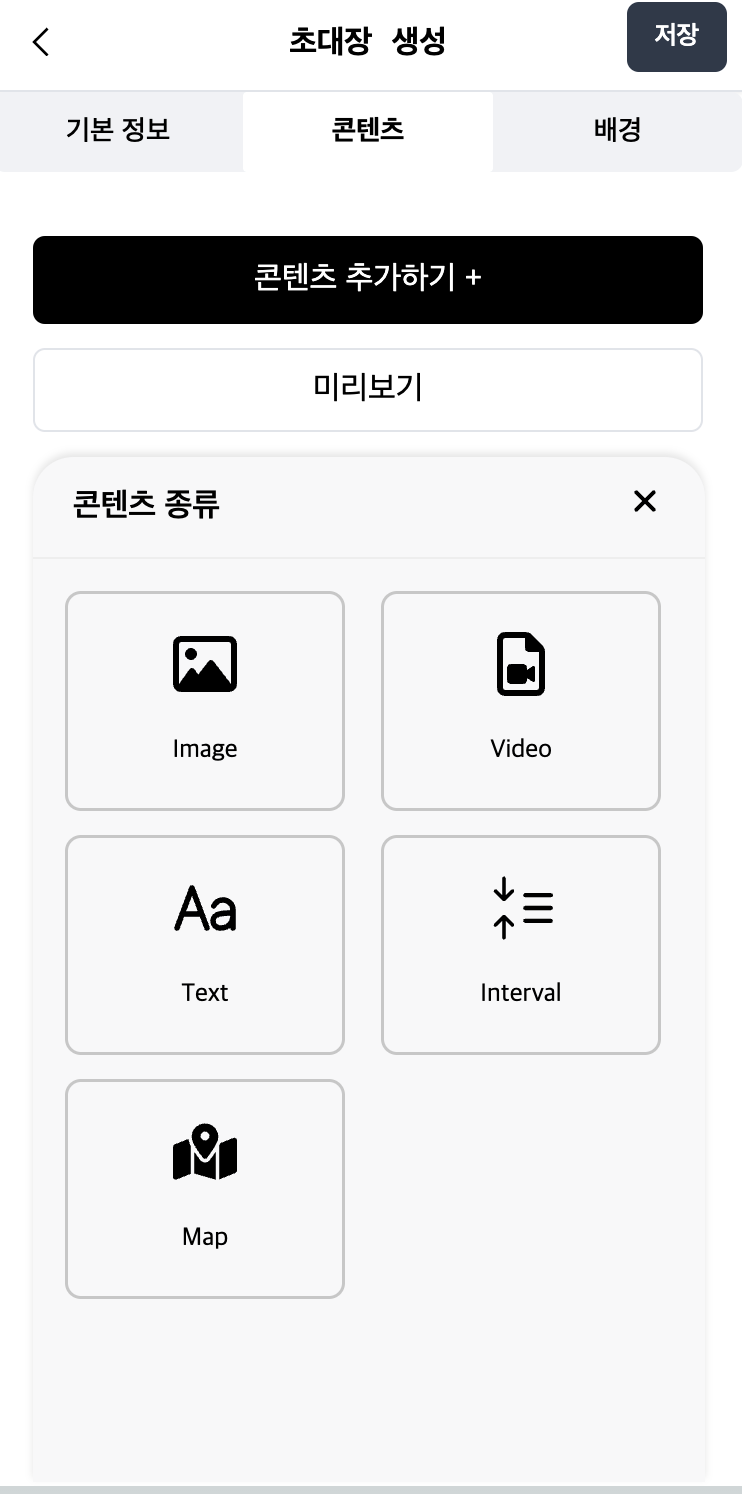 초대장 생성
저장
기본 정보
콘텐츠
배경
콘텐츠 추가하기 +
미리보기
콘텐츠 종류
Image
Video
Aa
Text
Interval
Map